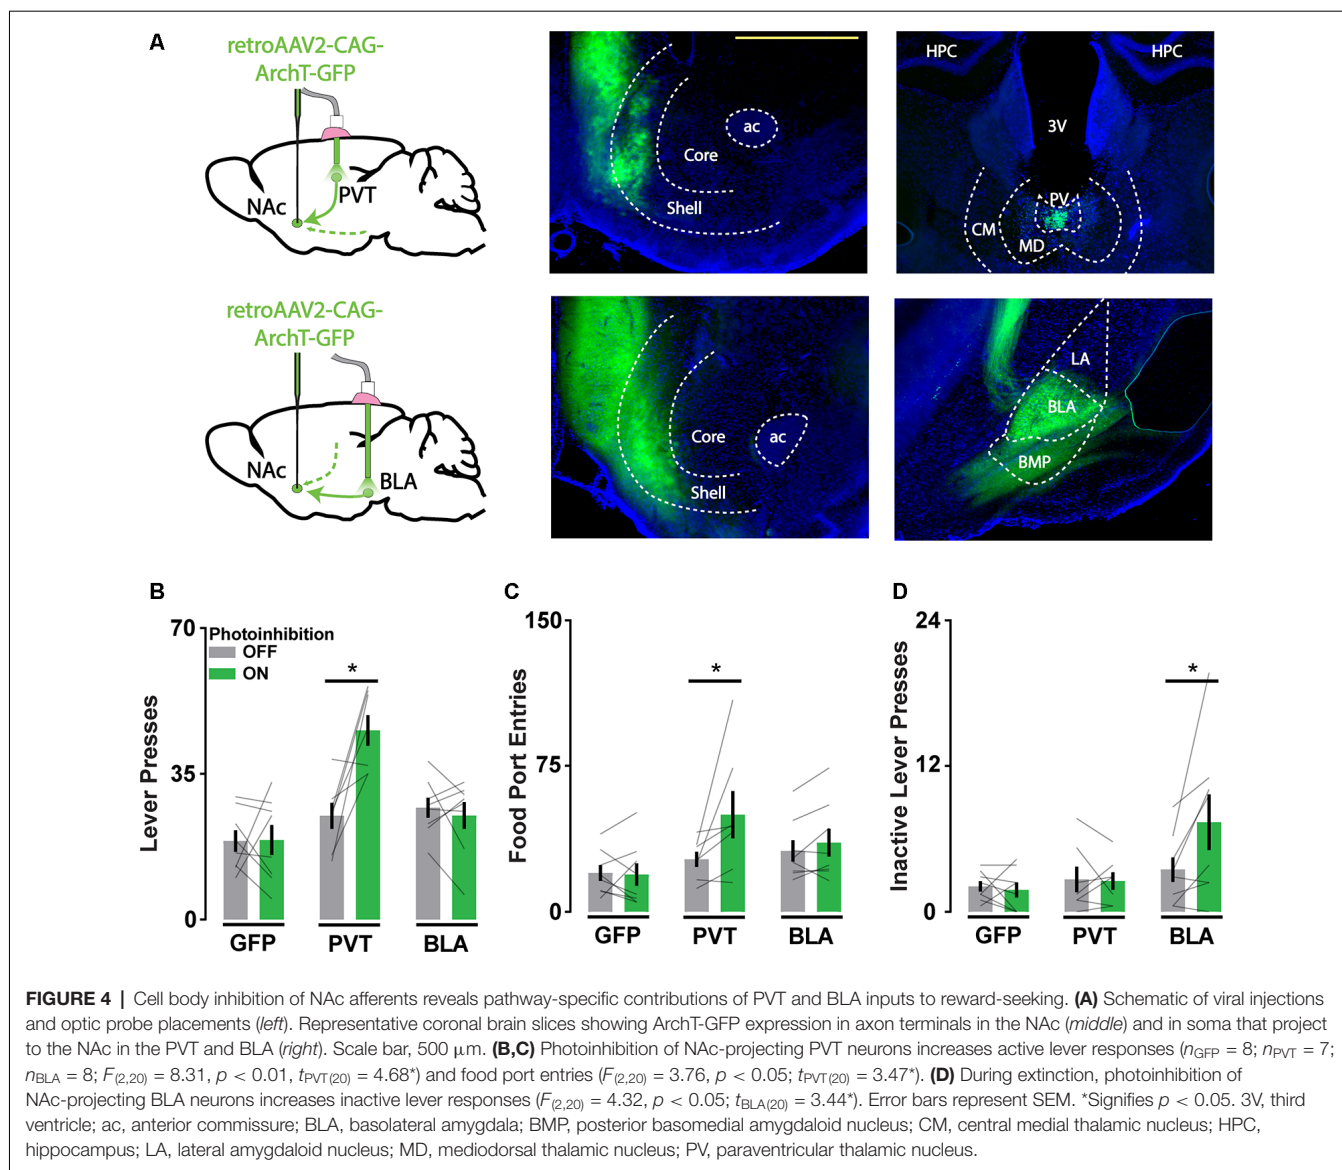 A
retroAAV2-CAG-
ArchT-GFP
NAc
PVT
Core
ac
Shell
HPC
HPC
3V
PV
CM
MD
retroAAV2-CAG-
ArchT-GFP
NAc
BLA
Core
ac
Shell
LA
BLA
BMP
B
70
35
0
Lever Presses
Photoinhibition
OFF
ON
*
GFP
PVT
BLA
C
150
75
0
Food Port Entries
*
GFP
PVT
BLA
D
24
12
0
Inactive Lever Presses
*
GFP
PVT
BLA
FIGURE 4 | Cell body inhibition of NAc afferents reveals pathway-specific contributions of PVT and BLA inputs to reward-seeking. (A) Schematic of viral injections
and optic probe placements (left). Representative coronal brain slices showing ArchT-GFP expression in axon terminals in the NAc (middle) and in soma that project
to the NAc in the PVT and BLA (right). Scale bar, 500 μm. (B,C) Photoinhibition of NAc-projecting PVT neurons increases active lever responses (nGFP = 8; nPVT = 7;
nBLA = 8; F(2,20) = 8.31, p < 0.01, tPVT(20) = 4.68*) and food port entries (F(2,20) = 3.76, p < 0.05; tPVT(20) = 3.47*). (D) During extinction, photoinhibition of
NAc-projecting BLA neurons increases inactive lever responses (F(2,20) = 4.32, p < 0.05; tBLA(20) = 3.44*). Error bars represent SEM. *Signifies p < 0.05. 3V, third
ventricle; ac, anterior commissure; BLA, basolateral amygdala; BMP, posterior basomedial amygdaloid nucleus; CM, central medial thalamic nucleus; HPC,
hippocampus; LA, lateral amygdaloid nucleus; MD, mediodorsal thalamic nucleus; PV, paraventricular thalamic nucleus.